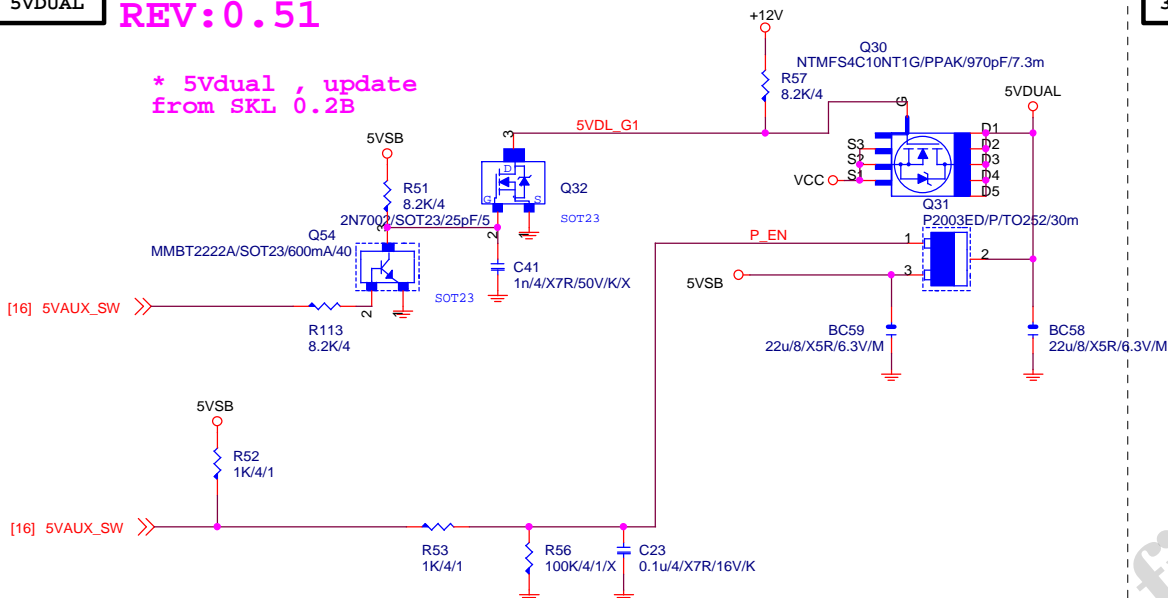 5VDUAL
REV:0.51
* 5Vdual , update
from SKL 0.2B
+12V
R57
8.2K/4
Q30
NTMFS4C10NT1G/PPAK/970pF/7.3m
5VDUAL
G
S3
S2
S1
D1
D2
D3
D4
D5
VCC
5VDL_G1
3
D
G
S
Q32
SOT23
2
1
5VSB
R51
8.2K/4
2N7002/SOT23/25pF/5
Q54
MMBT2222A/SOT23/600mA/40
3
2
1
SOT23
C41
1n/4/X7R/50V/K/X
[16] 5VAUX_SW
R113
8.2K/4
Q31
P2003ED/P/TO252/30m
P_EN
1
2
3
5VSB
BC59
22u/8/X5R/6.3V/M
BC58
22u/8/X5R/6.3V/M
5VSB
R52
1K/4/1
[16] 5VAUX_SW
R53
1K/4/1
R56
100K/4/1/X
C23
0.1u/4/X7R/16V/K
3